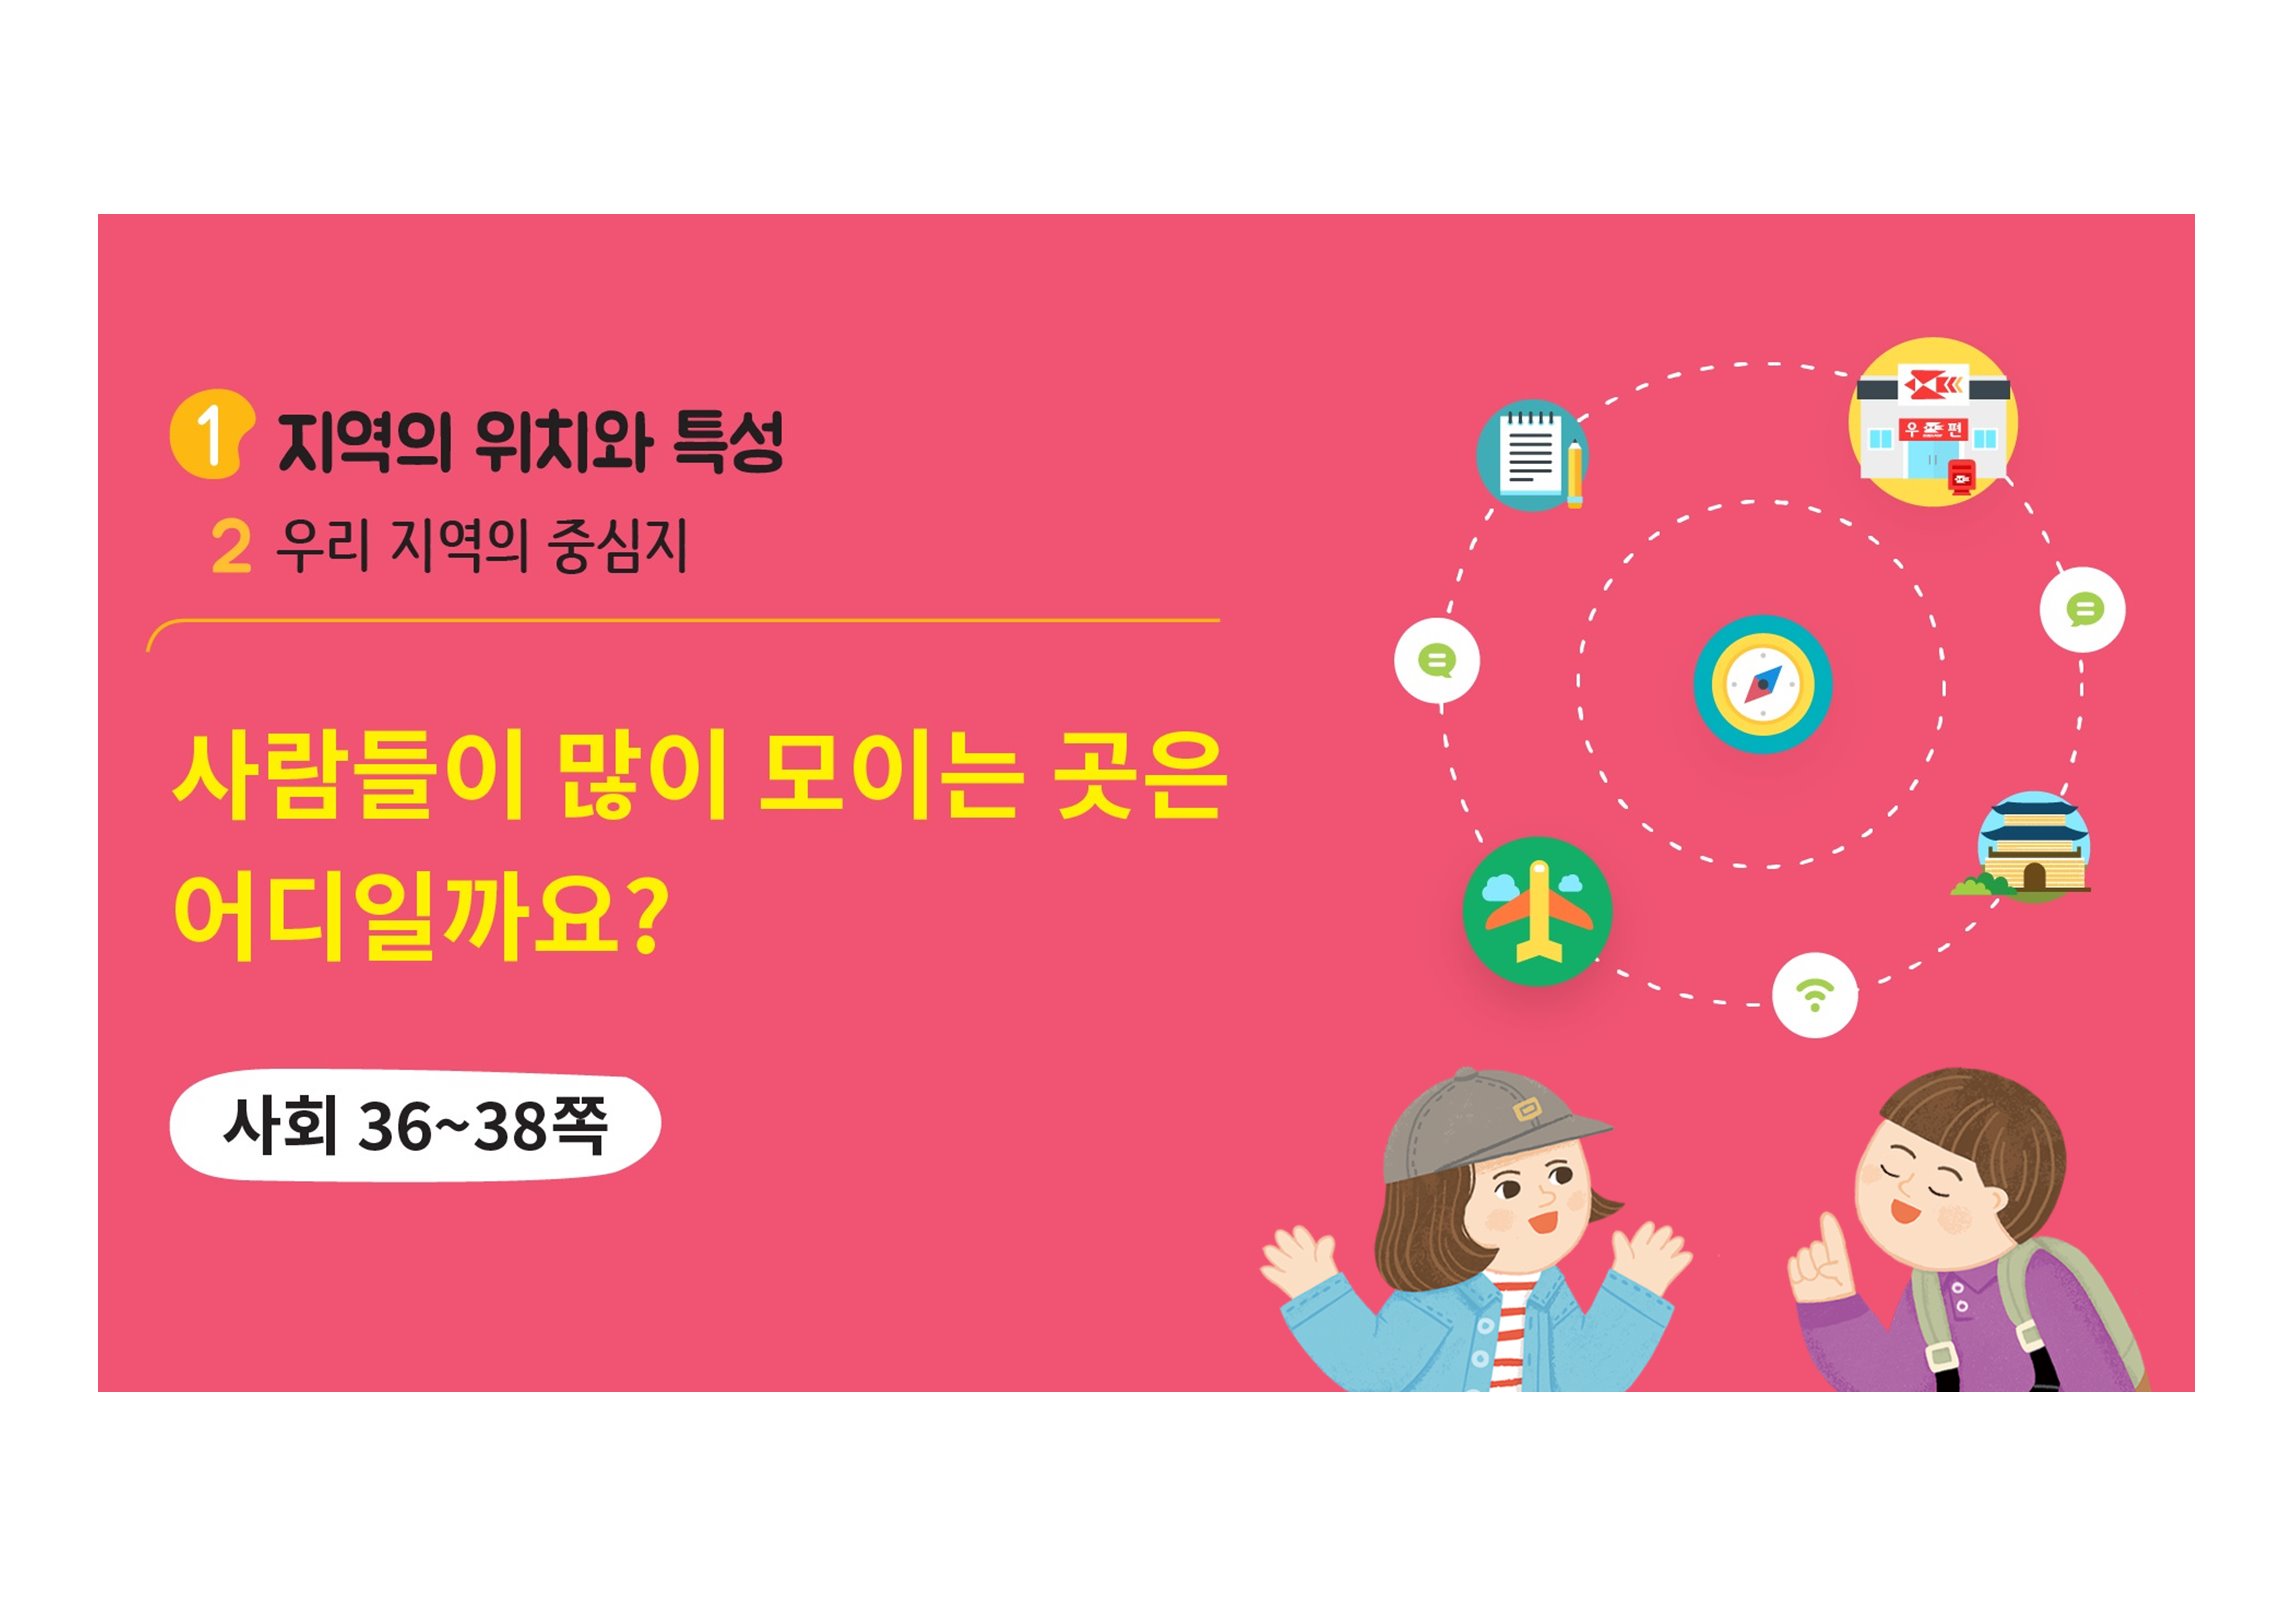 1 지역의 위치와 특성
2 우리 지역의 중심지
사람들이 많이 모이는 곳은
어디일까요?
사회 36~38쪽
우 편